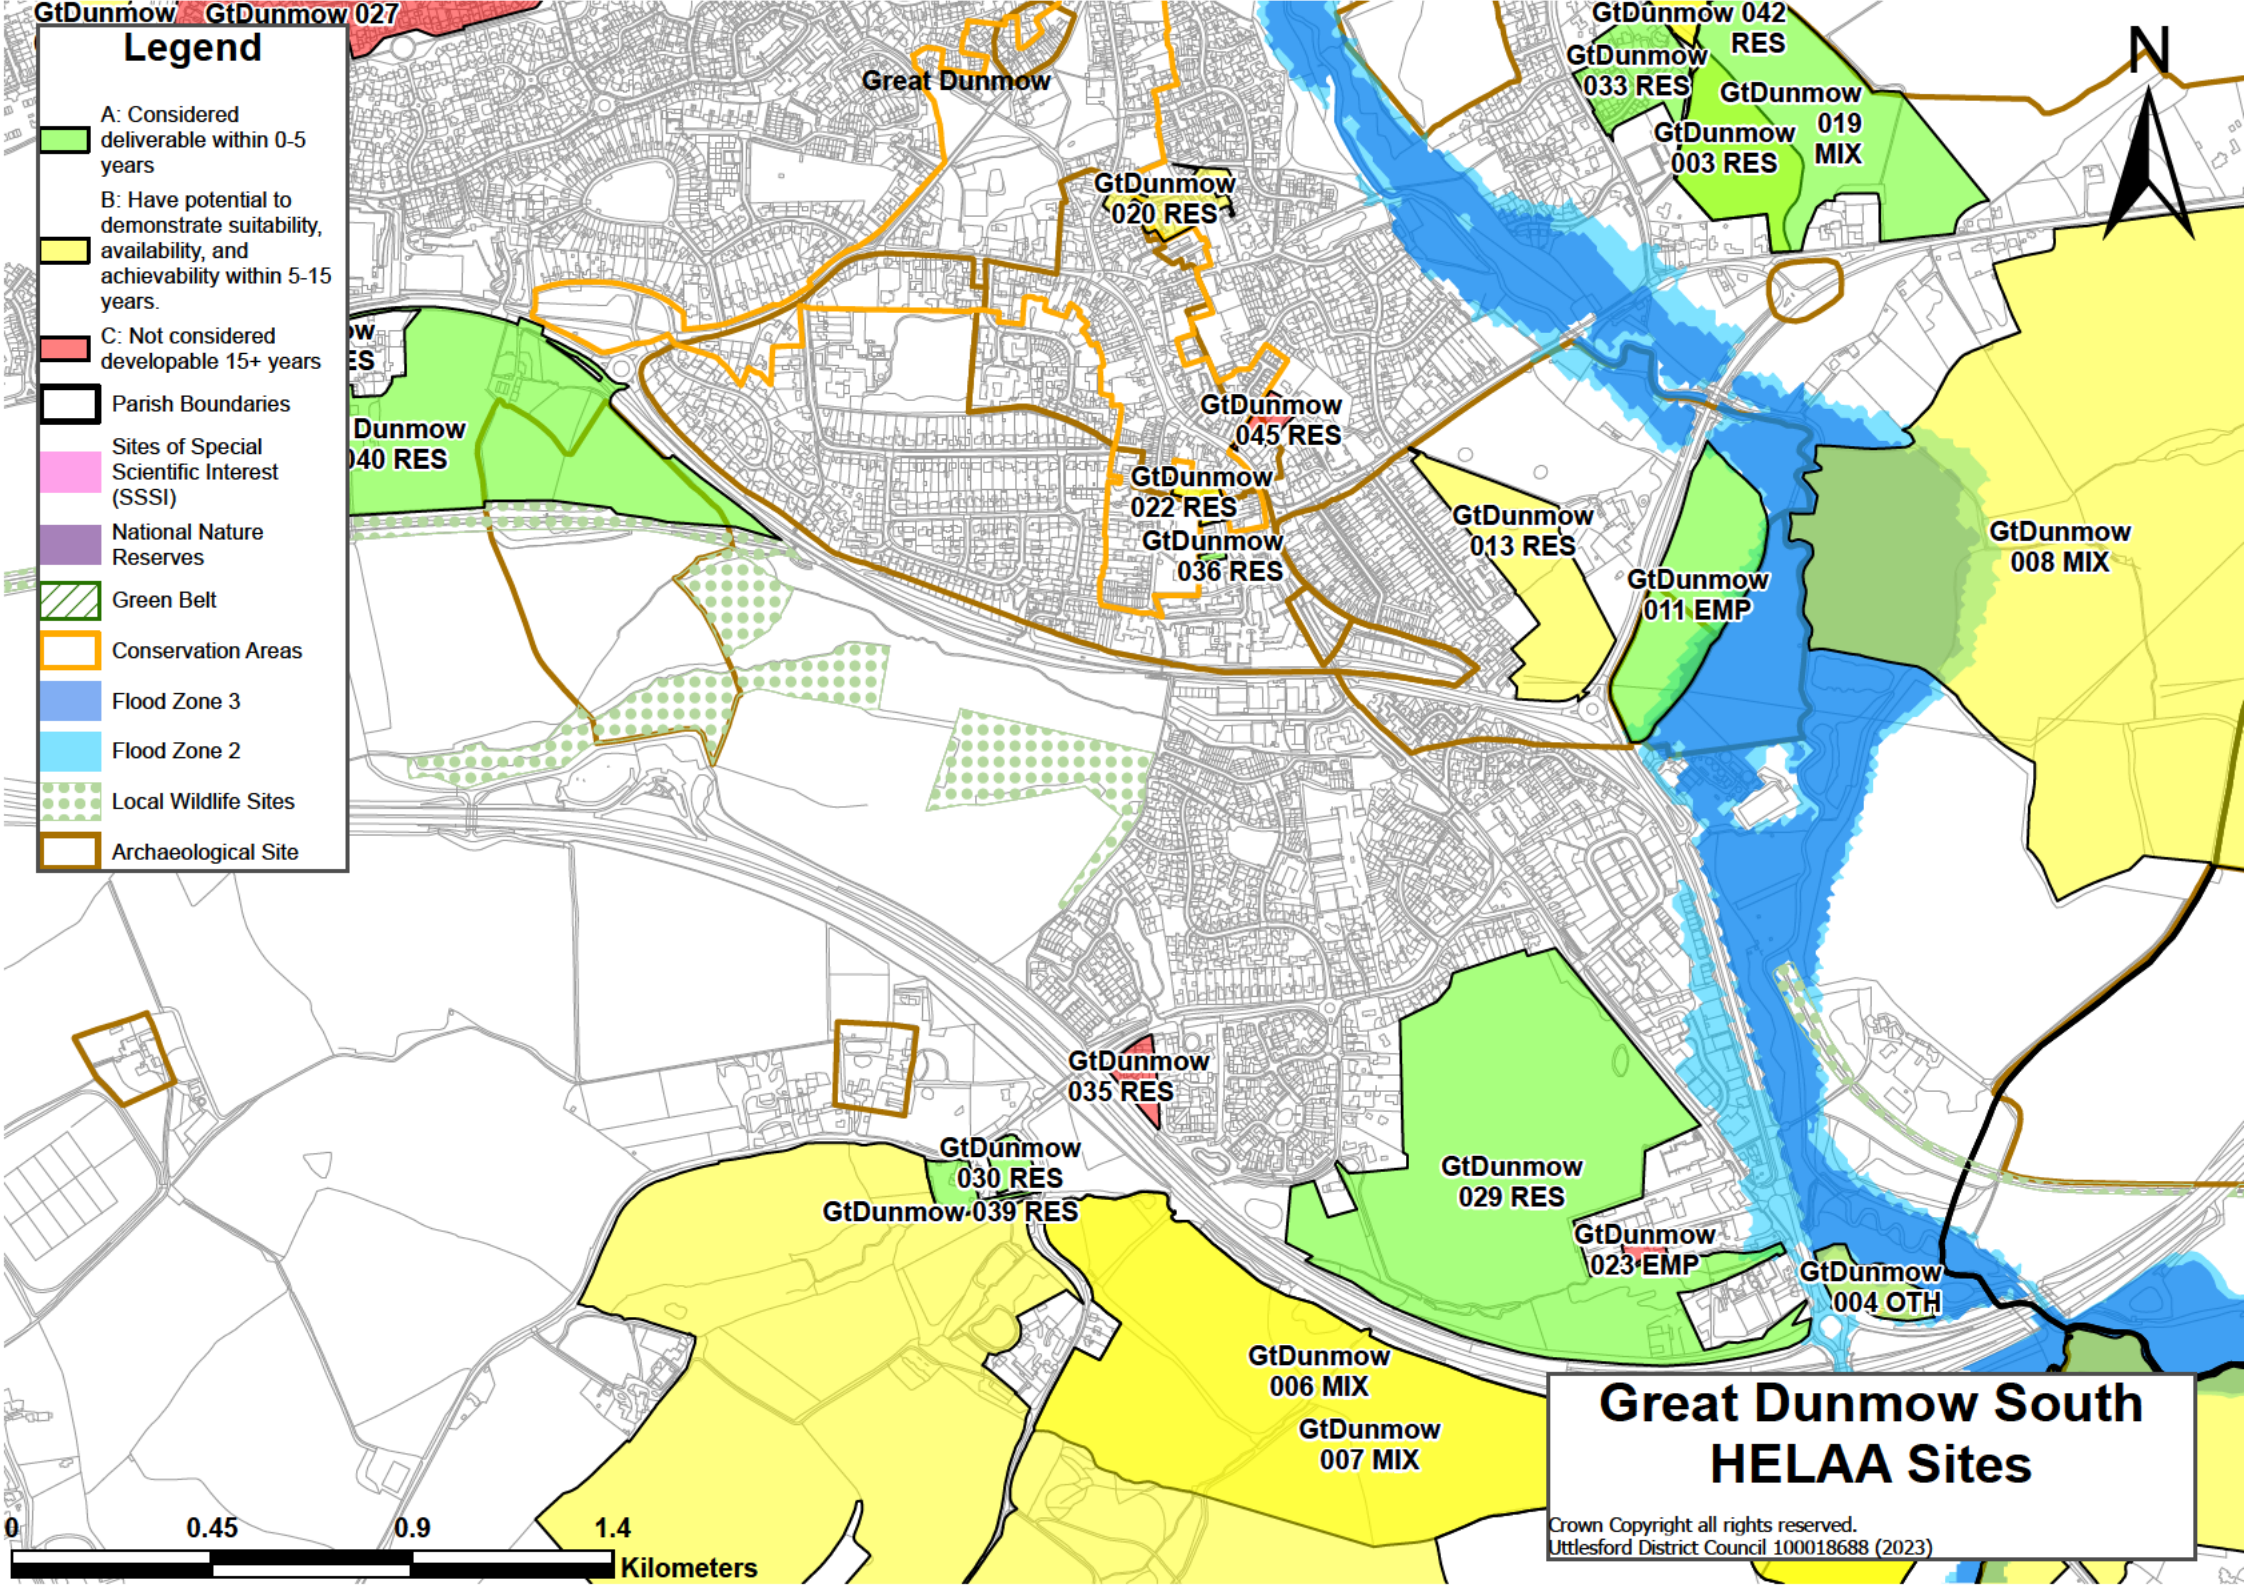 GtDunmow
GtDunmow 027
Legend
A: Considered
deliverable within 0-5
years
B: Have potential to
demonstrate suitability,
availability, and
achievability within 5-15
years.
C: Not considered
developable 15+ years
Parish Boundaries
Sites of Special
Scientific Interest
(SSSI)
National Nature
Reserves
Green Belt
Conservation Areas
Flood Zone 3
Flood Zone 2
Local Wildlife Sites
Archaeological Site
Great Dunmow
GtDunmow 042
RES
GtDunmow
033 RES
GtDunmow
019
MIX
GtDunmow
003 RES
N
GtDunmow
020 RES
ow
ES
Dunmow
040 RES
GtDunmow
045 RES
GtDunmow
022 RES
GtDunmow
036 RES
GtDunmow
013 RES
GtDunmow
011 EMP
GtDunmow
008 MIX
GtDunmow
035 RES
GtDunmow
030 RES
GtDunmow 039 RES
GtDunmow
029 RES
GtDunmow
023 EMP
GtDunmow
004 OTH
GtDunmow
006 MIX
GtDunmow
007 MIX
Great Dunmow South
HELAA Sites
Crown Copyright all rights reserved.
Uttlesford District Council 100018688 (2023)
0 0.45 0.9 1.4
Kilometers